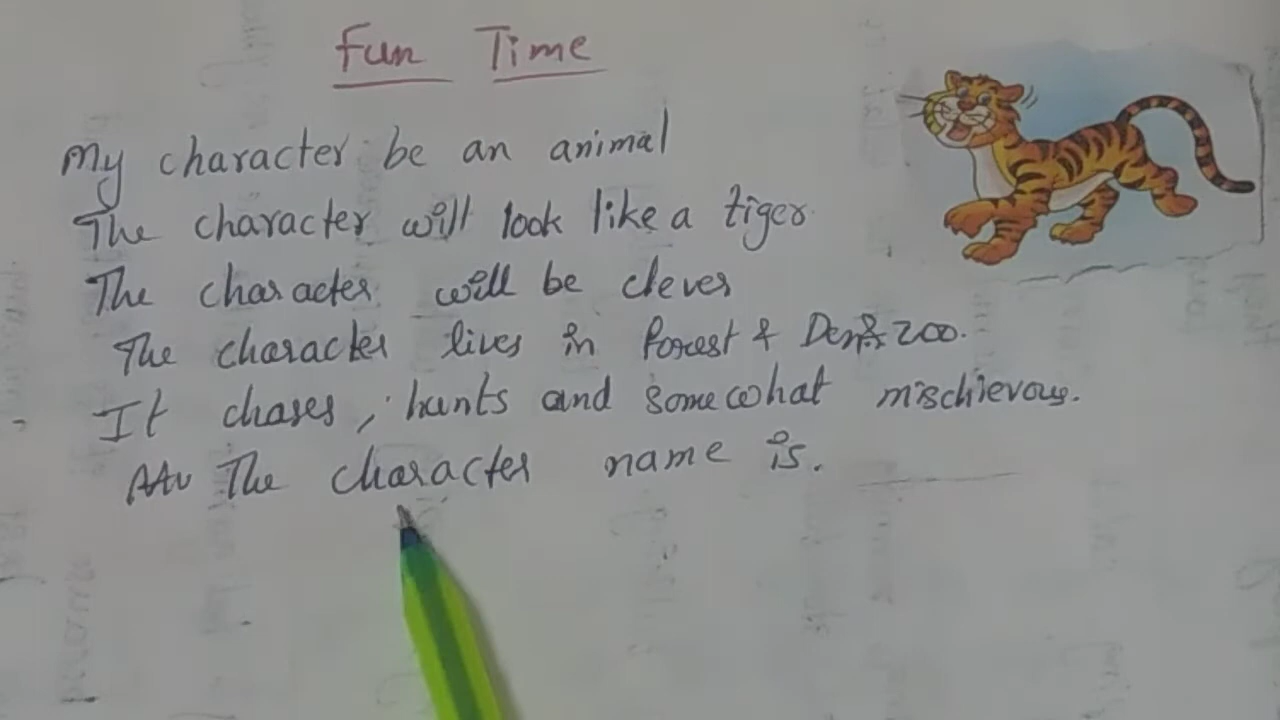 Fun Time
My character be an animal
The character will look like a tiger
The character will be clever
The character lives in forest & Den & zoo.
It chases, hunts and somewhat mischievous.
The character name is.